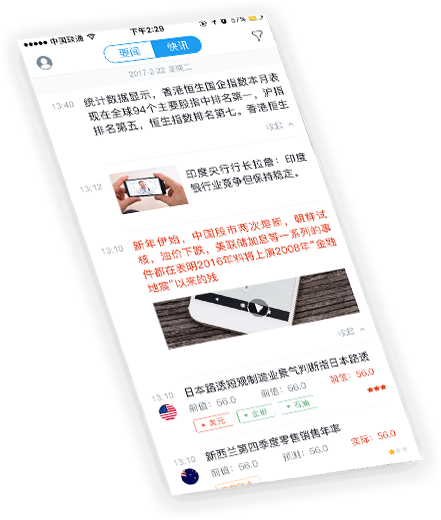 中国联通 下午2:29 57%
要闻 快讯
2017-2-22 星期二
13:40 统计数据显示，香港恒生国企指数本月表
现在全球94个主要股指中排名第一，沪指
排名第五，恒生指数排名第七。香港恒生
收起
13:12 印度央行行长拉詹：印度
银行业竞争但保持稳定。
13:10 新年伊始，中国股市两次熔断，朝鲜试
核，油价下跌，美联储加息等一系列的事
件都在表明2016年料将上演2008年“金融
地震”以来的残
收起
13:10 日本路透短观制造业景气判断指日本路透
前值：56.0 前值：56.0 前值：56.0
美元 金银 石油
13:10 新西兰第四季度零售销售年率
前值：56.0 预测：56.0 实际：56.0